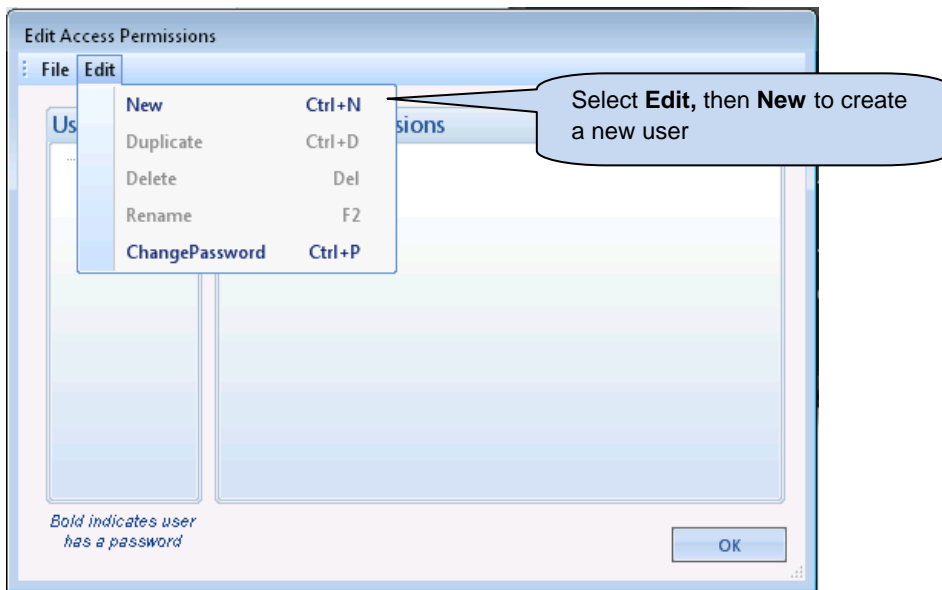 Edit Access Permissions
File Edit
New Ctrl+N
Select Edit, then New to create
a new user
Us
sions
Duplicate Ctrl+D
Delete Del
Rename F2
ChangePassword Ctrl+P
Bold indicates user
has a password
OK